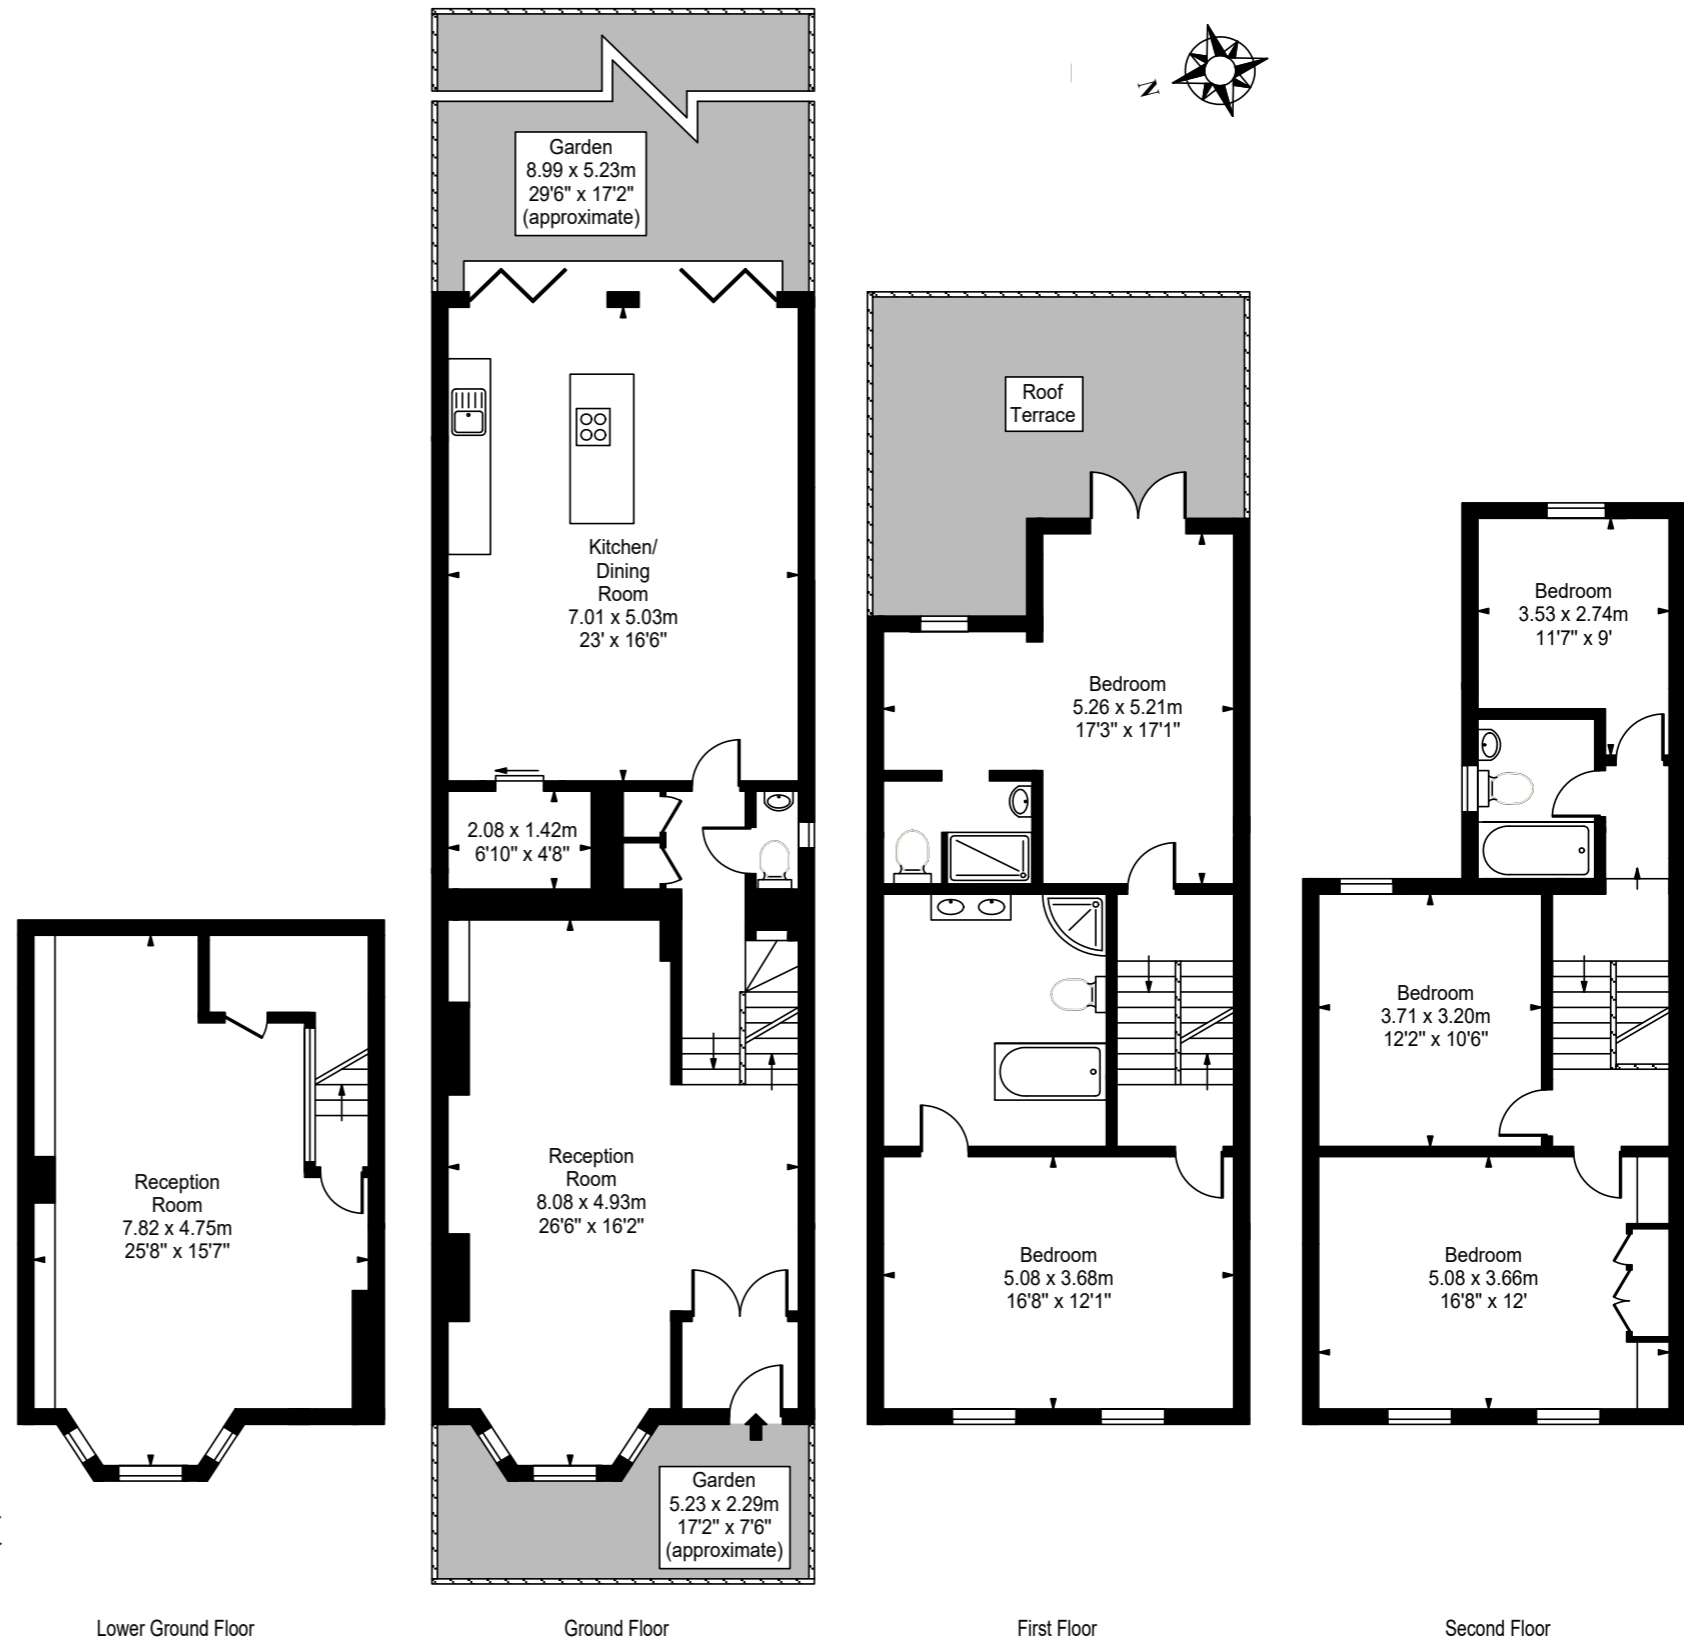 N
Garden
8.99 x 5.23m
29'6" x 17'2"
(approximate)
Kitchen/
Dining
Room
7.01 x 5.03m
23' x 16'6"
2.08 x 1.42m
6'10" x 4'8"
Reception
Room
7.82 x 4.75m
25'8" x 15'7"
Reception
Room
8.08 x 4.93m
26'6" x 16'2"
Garden
5.23 x 2.29m
17'2" x 7'6"
(approximate)
Roof
Terrace
Bedroom
5.26 x 5.21m
17'3" x 17'1"
Bedroom
5.08 x 3.68m
16'8" x 12'1"
Bedroom
3.53 x 2.74m
11'7" x 9'
Bedroom
3.71 x 3.20m
12'2" x 10'6"
Bedroom
5.08 x 3.66m
16'8" x 12'
Lower Ground Floor
Ground Floor
First Floor
Second Floor